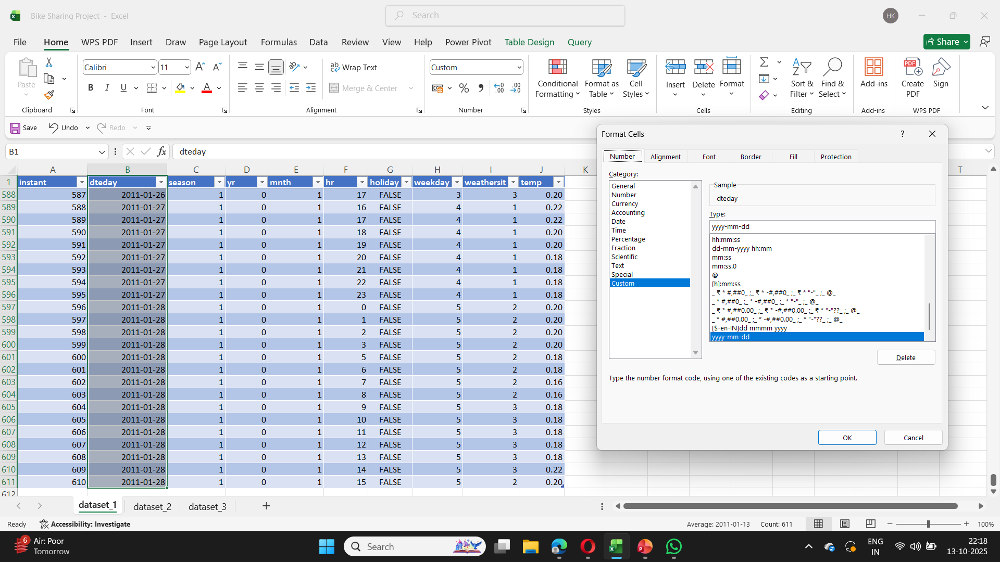 Bike Sharing Project - Excel
Search
HK
File Home WPS PDF Insert Draw Page Layout Formulas Data Review View Help Power Pivot Table Design Query
Share
Paste
Calibri 11
B I U
Wrap Text
Merge & Center
Custom
Conditional Formatting
Format as Table
Cell Styles
Insert Delete Format
Sort & Filter
Find & Select
Add-ins
Create PDF
Sign
Clipboard Font Alignment Number Styles Cells Editing Add-ins WPS PDF
Save Undo Redo
B1 fx dteday
A B C D E F G H I J K T
1 instant dteday season yr mnth hr holiday weekday weathersit temp
588 587 2011-01-26 1 0 1 17 FALSE 3 3 0.20
589 588 2011-01-27 1 0 1 16 FALSE 4 1 0.22
590 589 2011-01-27 1 0 1 17 FALSE 4 1 0.22
591 590 2011-01-27 1 0 1 18 FALSE 4 1 0.20
592 591 2011-01-27 1 0 1 19 FALSE 4 1 0.20
593 592 2011-01-27 1 0 1 20 FALSE 4 1 0.18
594 593 2011-01-27 1 0 1 21 FALSE 4 1 0.18
595 594 2011-01-27 1 0 1 22 FALSE 4 1 0.18
596 595 2011-01-27 1 0 1 23 FALSE 4 1 0.18
597 596 2011-01-28 1 0 1 0 FALSE 5 2 0.20
598 597 2011-01-28 1 0 1 1 FALSE 5 2 0.20
599 598 2011-01-28 1 0 1 2 FALSE 5 2 0.20
600 599 2011-01-28 1 0 1 3 FALSE 5 2 0.20
601 600 2011-01-28 1 0 1 5 FALSE 5 2 0.18
602 601 2011-01-28 1 0 1 6 FALSE 5 2 0.18
603 602 2011-01-28 1 0 1 7 FALSE 5 2 0.16
604 603 2011-01-28 1 0 1 8 FALSE 5 2 0.16
605 604 2011-01-28 1 0 1 9 FALSE 5 3 0.18
606 605 2011-01-28 1 0 1 10 FALSE 5 3 0.18
607 606 2011-01-28 1 0 1 11 FALSE 5 3 0.18
608 607 2011-01-28 1 0 1 12 FALSE 5 3 0.18
609 608 2011-01-28 1 0 1 13 FALSE 5 3 0.18
610 609 2011-01-28 1 0 1 14 FALSE 5 3 0.22
611 610 2011-01-28 1 0 1 15 FALSE 5 2 0.20
612
Format Cells ?
Number Alignment Font Border Fill Protection
Category:
General
Number
Currency
Accounting
Date
Time
Percentage
Fraction
Scientific
Text
Special
Custom
Sample
dteday
Type:
yyyy-mm-dd
hh:mm:ss
dd-mm-yyyy hh:mm
mm:ss
mm:ss.0
@
[h]:mm:ss
_ ₹ * #,##0_ ;_ ₹ * -#,##0_ ;_ ₹ * "-"_ ;_ @_
_ * #,##0_ ;_ * -#,##0_ ;_ * "-"_ ;_ @_
_ ₹ * #,##0.00_ ;_ ₹ * -#,##0.00_ ;_ ₹ * "-"??_ ;_ @_
_ * #,##0.00_ ;_ * -#,##0.00_ ;_ * "-"??_ ;_ @_
[$-en-IN]dd mmmm yyyy
yyyy-mm-dd
Delete
Type the number format code, using one of the existing codes as a starting point.
OK Cancel
dataset_1 dataset_2 dataset_3
Ready Accessibility: Investigate Average: 2011-01-13 Count: 611 100%
6 Air: Poor
Tomorrow
Search
ENG
IN
22:18
13-10-2025